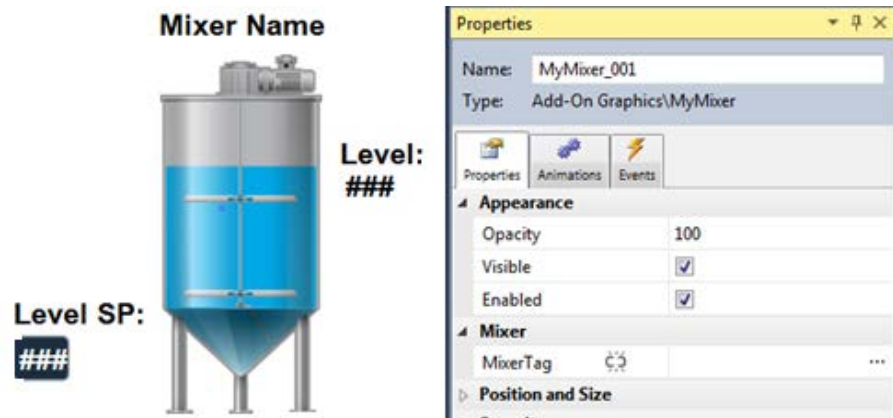 Mixer Name
Level:
###
Level SP:
###
Properties
Name: MyMixer_001
Type: Add-On Graphics\MyMixer
Properties Animations Events
Appearance
Opacity 100
Visible
Enabled
Mixer
MixerTag ...
Position and Size